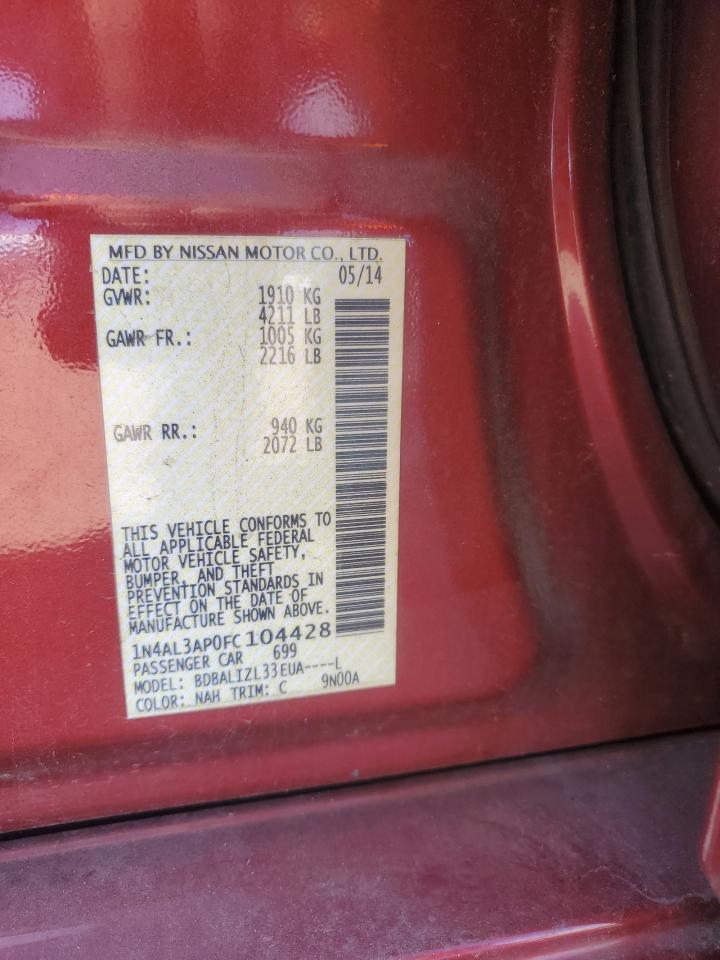 MFD BY NISSAN MOTOR CO., LTD.
DATE: 05/14
GVWR: 1910 KG
4211 LB
GAWR FR.: 1005 KG
2216 LB
GAWR RR.: 940 KG
2072 LB
THIS VEHICLE CONFORMS TO
ALL APPLICABLE FEDERAL
MOTOR VEHICLE SAFETY,
BUMPER, AND THEFT
PREVENTION STANDARDS IN
EFFECT ON THE DATE OF
MANUFACTURE SHOWN ABOVE.
1N4AL3AP0FC104428
PASSENGER CAR 699
MODEL: BDBALIZL33EUA----L
COLOR: NAH TRIM: C 9N00A